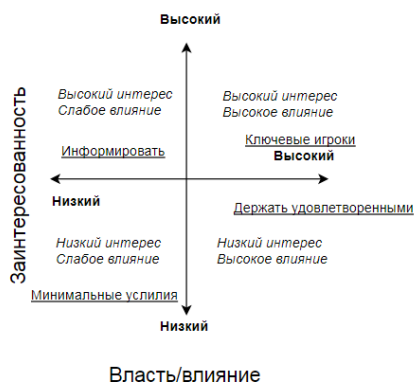 Высокий
Заинтересованность
Высокий интерес
Слабое влияние
Высокий интерес
Высокое влияние
Информировать
Ключевые игроки
Высокий
Низкий
Держать удовлетворенными
Низкий интерес
Слабое влияние
Низкий интерес
Высокое влияние
Минимальные услилия
Низкий
Власть/влияние